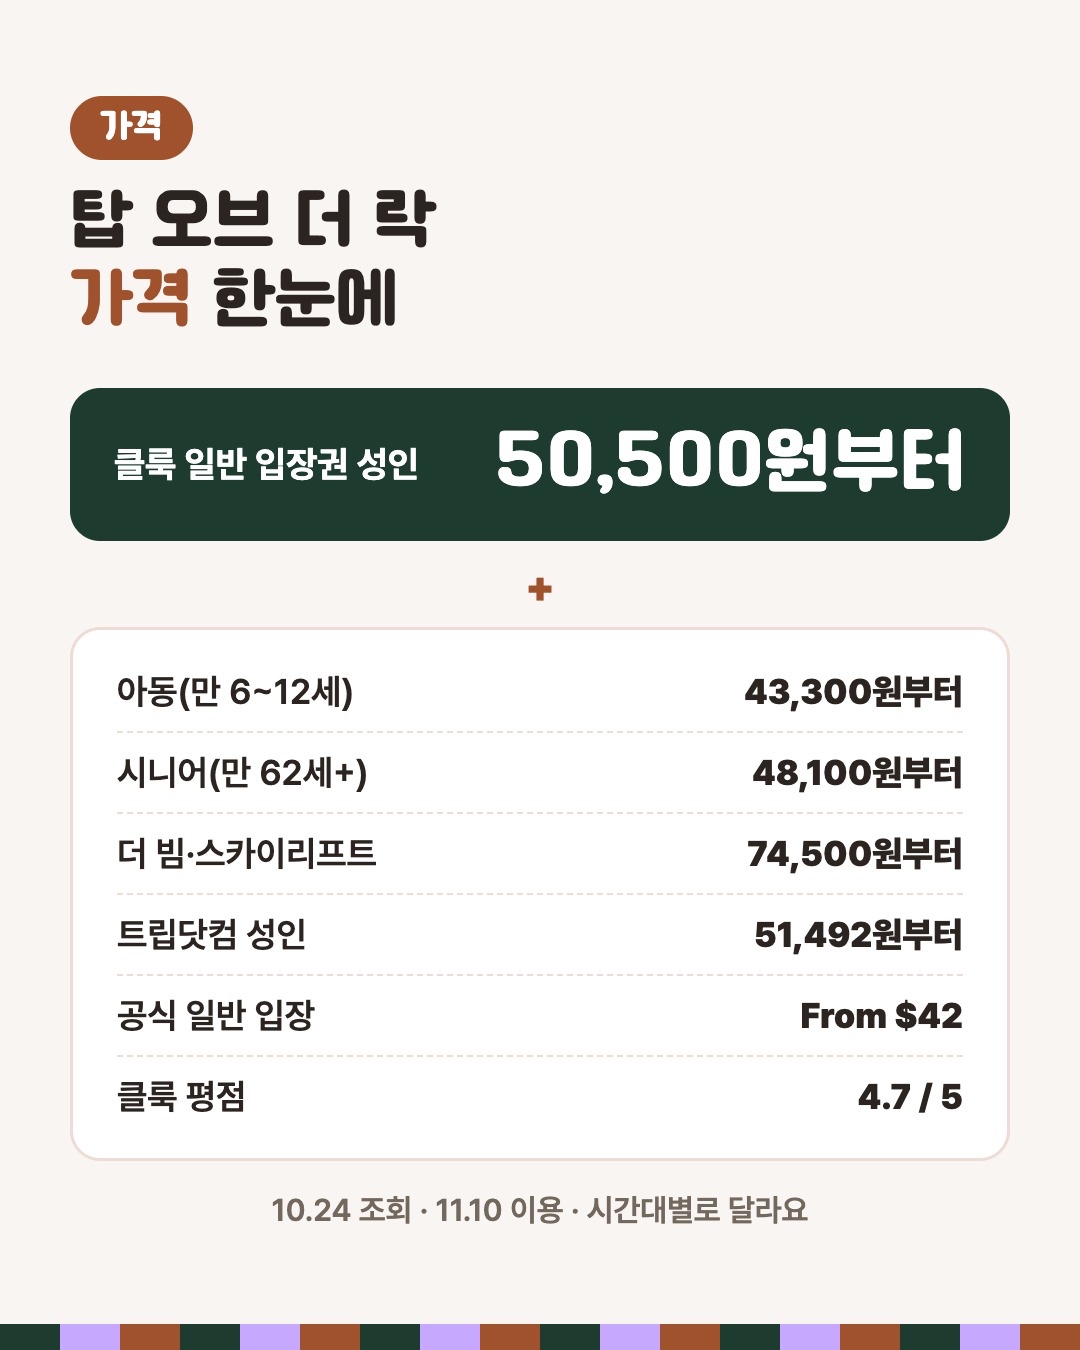 가격
탑 오브 더 락
가격 한눈에
클룩 일반 입장권 성인 50,500원부터
+
아동(만 6~12세) 43,300원부터
시니어(만 62세+) 48,100원부터
더 빔·스카이리프트 74,500원부터
트립닷컴 성인 51,492원부터
공식 일반 입장 From $42
클룩 평점 4.7 / 5
10.24 조회 · 11.10 이용 · 시간대별로 달라요